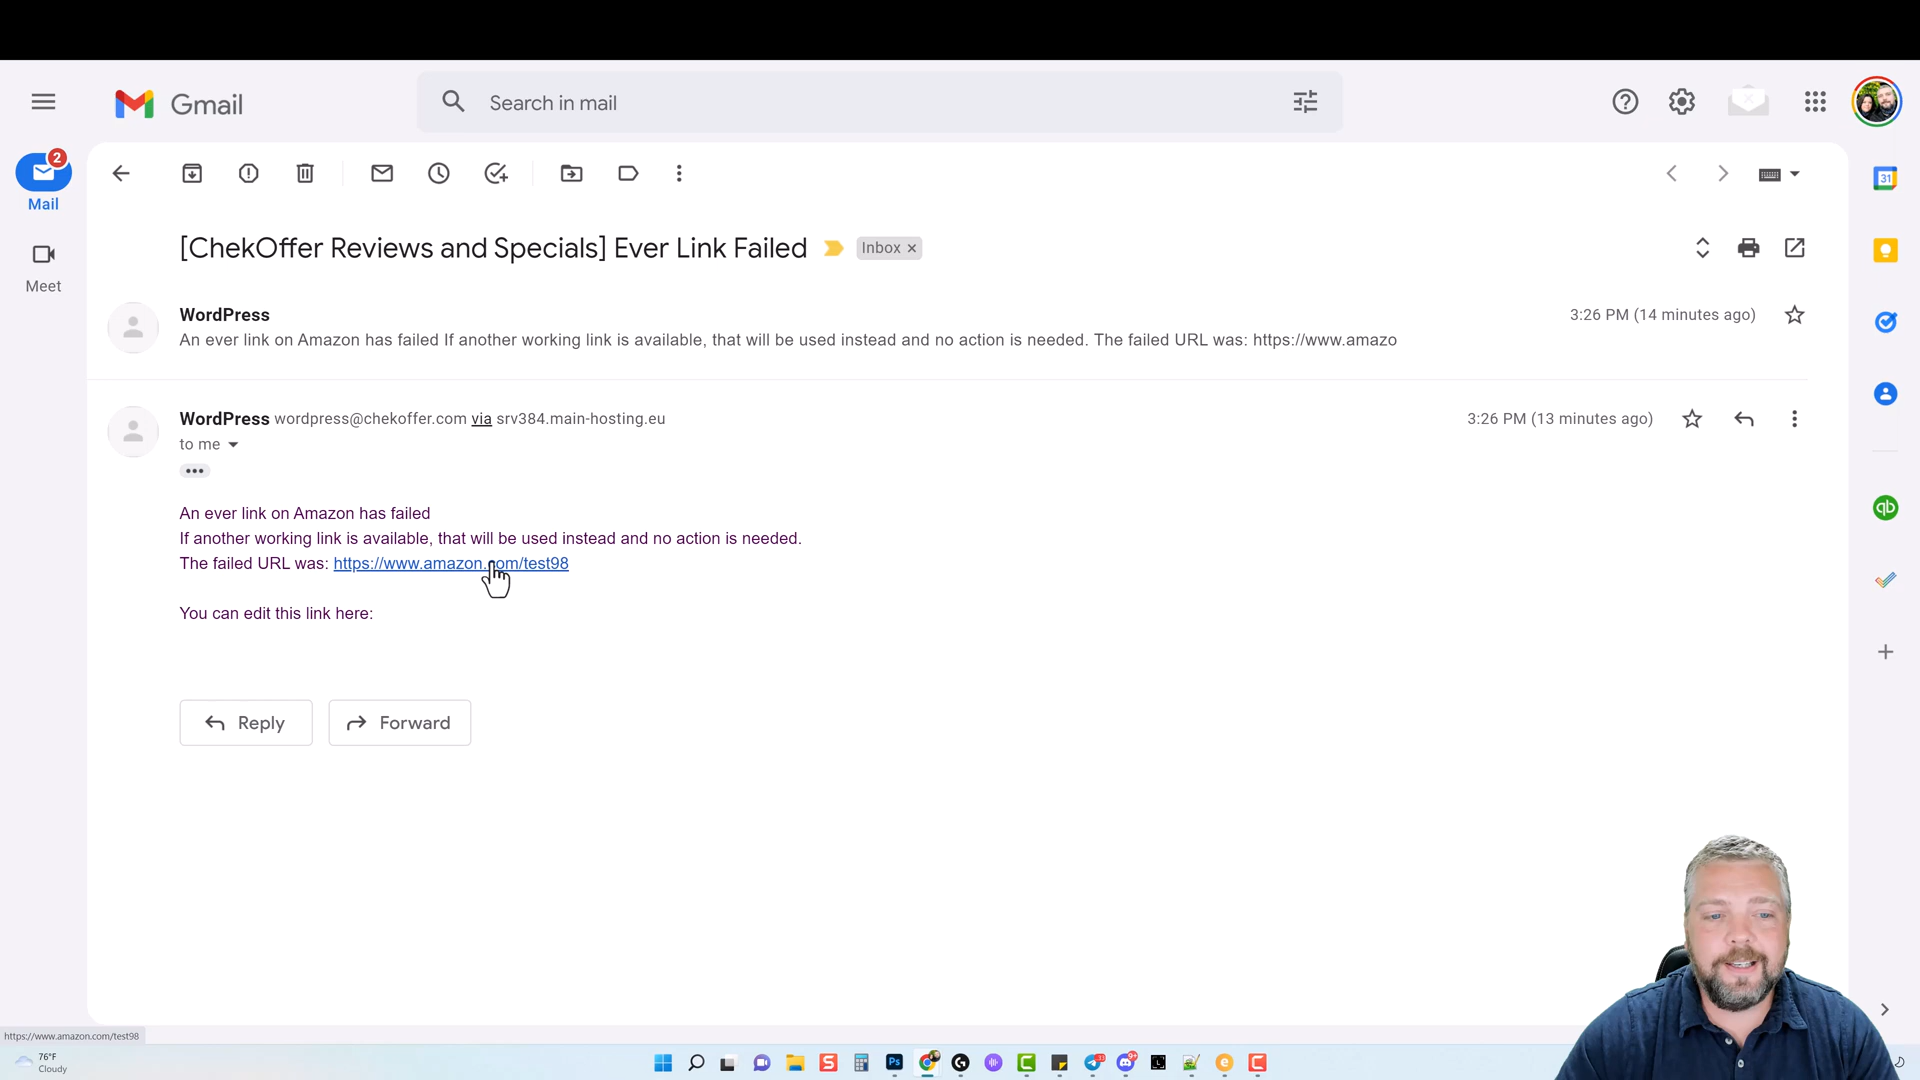 Gmail
Search in mail
2
Mail
Meet
31
[ChekOffer Reviews and Specials] Ever Link Failed
Inbox ×
WordPress
3:26 PM (14 minutes ago)
An ever link on Amazon has failed If another working link is available, that will be used instead and no action is needed. The failed URL was: https://www.amazo
WordPress wordpress@chekoffer.com via srv384.main-hosting.eu
3:26 PM (13 minutes ago)
to me
An ever link on Amazon has failed
If another working link is available, that will be used instead and no action is needed.
The failed URL was: https://www.amazon.com/test98
You can edit this link here:
Reply
Forward
qb
https://www.amazon.com/test98
76°F
Cloudy
S
Ps
C
L
e
C